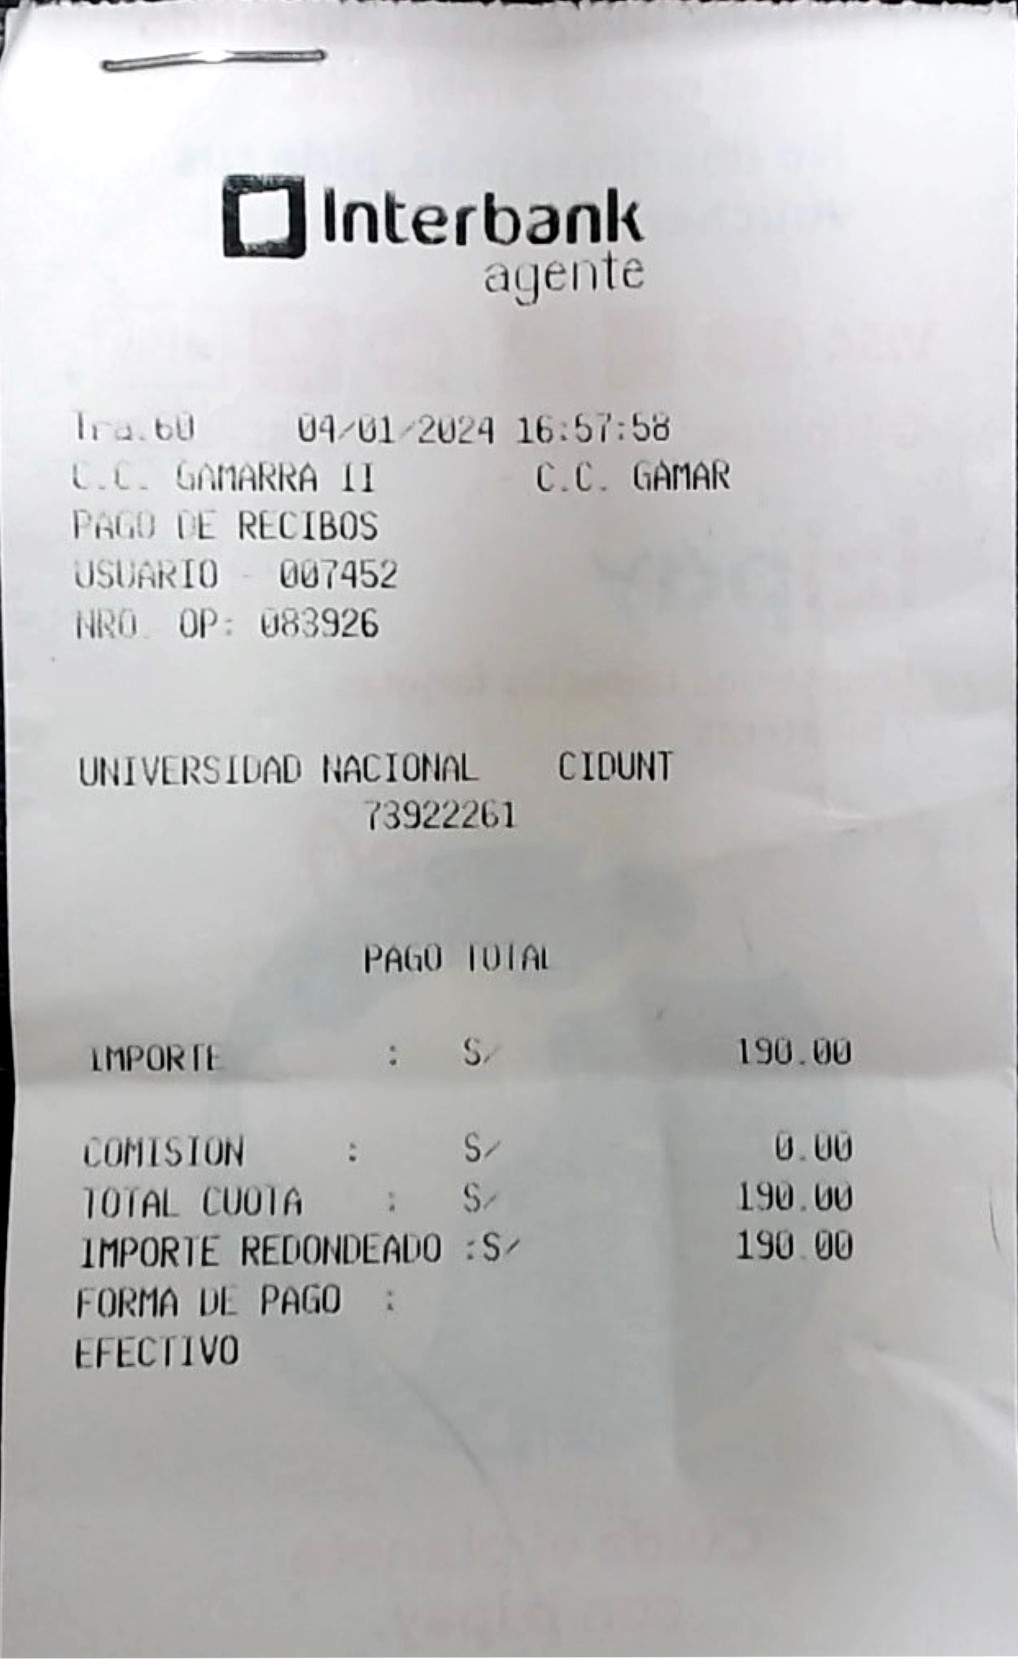 Interbank
agente
Tra.60 04/01/2024 16:57:58
C.C. GAMARRA II C.C. GAMAR
PAGO DE RECIBOS
USUARIO - 007452
NRO. OP: 083926
UNIVERSIDAD NACIONAL CIDUNT
73922261
PAGO TOTAL
IMPORTE : S/ 190.00
COMISION : S/ 0.00
TOTAL CUOTA : S/ 190.00
IMPORTE REDONDEADO :S/ 190.00
FORMA DE PAGO :
EFECTIVO